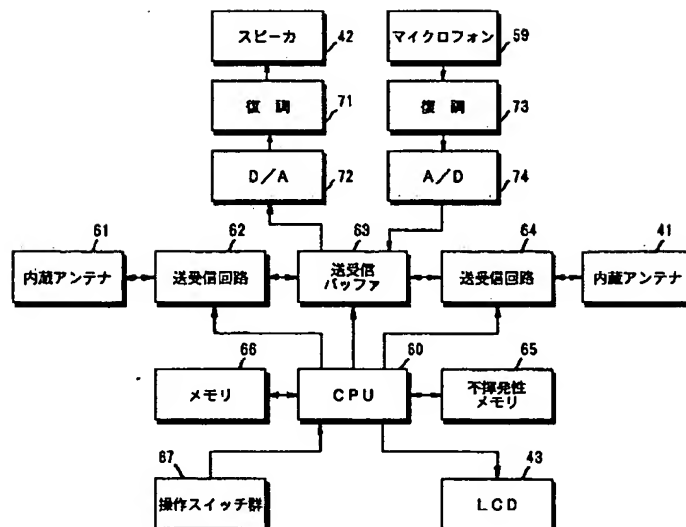 スピーカ
42
マイクロフォン
59
復調
71
復調
73
D/A
72
A/D
74
61
62
63
64
41
内蔵アンテナ
送受信回路
送受信
バッファ
送受信回路
内蔵アンテナ
66
60
65
メモリ
CPU
不揮発性
メモリ
67
43
操作スイッチ群
LCD